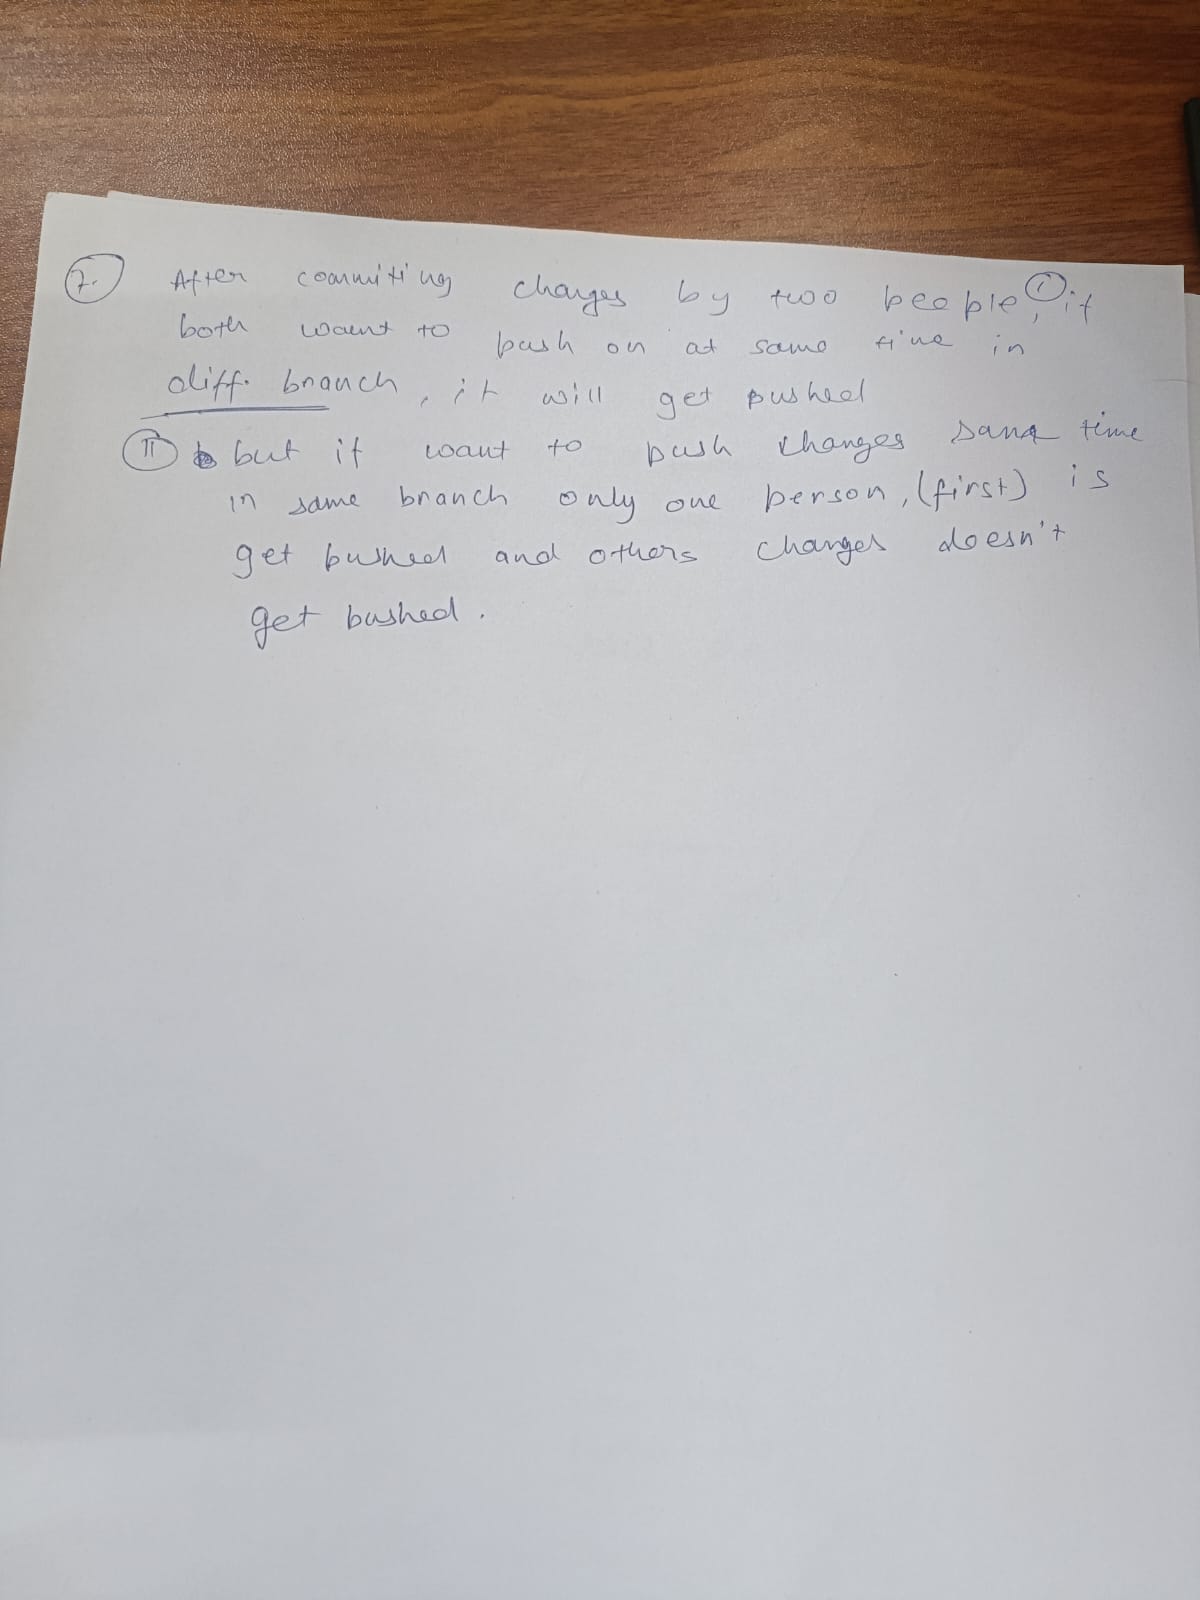 7. After commiting changes by two people, (i) if
both want to push on at same time in
diff. branch, it will get pushed
(II) but if want to push changes same time
in same branch only one person, (first) is
get pushed and others changes doesn't
get pushed.